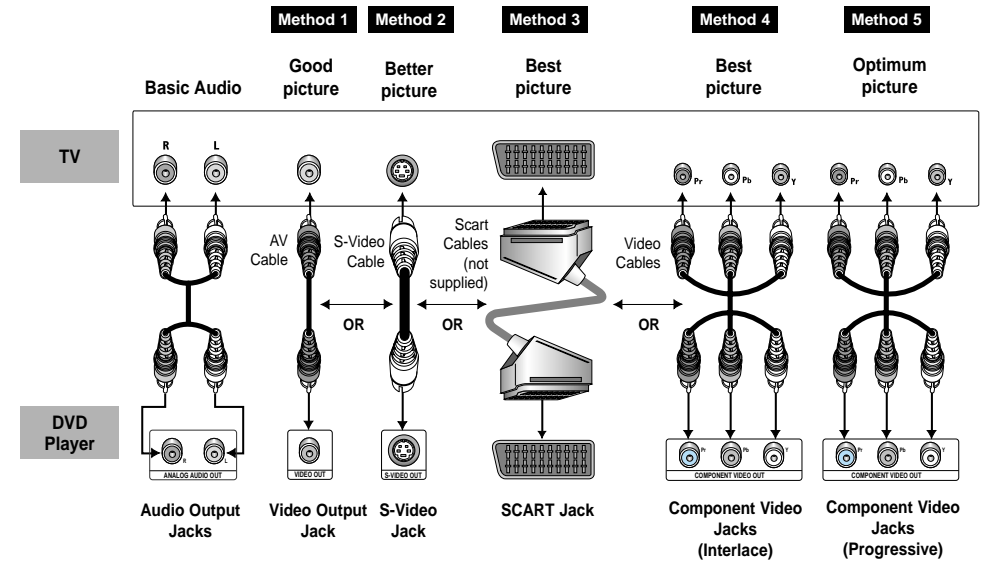 Method 1
Method 2
Method 3
Method 4
Method 5
Basic Audio
Good
picture
Better
picture
Best
picture
Best
picture
Optimum
picture
TV
R
L
Pr
Pb
Y
Pr
Pb
Y
AV
Cable
S-Video
Cable
Scart
Cables
(not
supplied)
Video
Cables
OR
OR
OR
DVD
Player
R
L
ANALOG AUDIO OUT
VIDEO OUT
S-VIDEO OUT
Pr
Pb
Y
COMPONENT VIDEO OUT
Pr
Pb
Y
COMPONENT VIDEO OUT
Audio Output
Jacks
Video Output
Jack
S-Video
Jack
SCART Jack
Component Video
Jacks
(Interlace)
Component Video
Jacks
(Progressive)